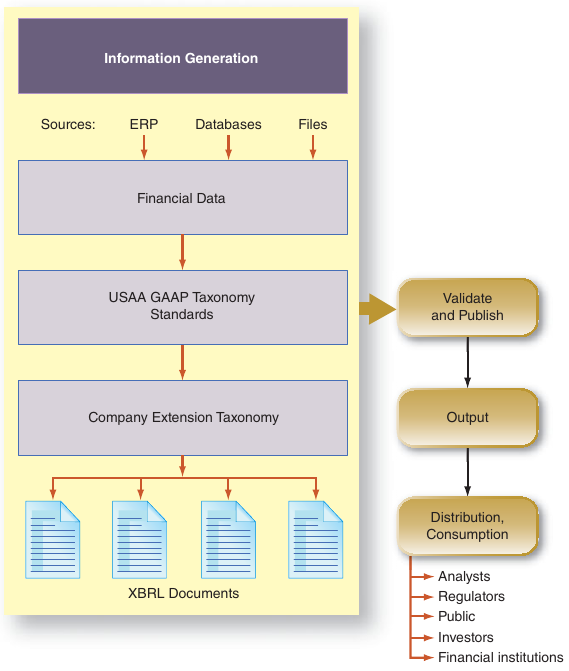 Information Generation
Sources: ERP Databases Files
Financial Data
USAA GAAP Taxonomy
Standards
Company Extension Taxonomy
XBRL Documents
Validate
and Publish
Output
Distribution,
Consumption
Analysts
Regulators
Public
Investors
Financial institutions